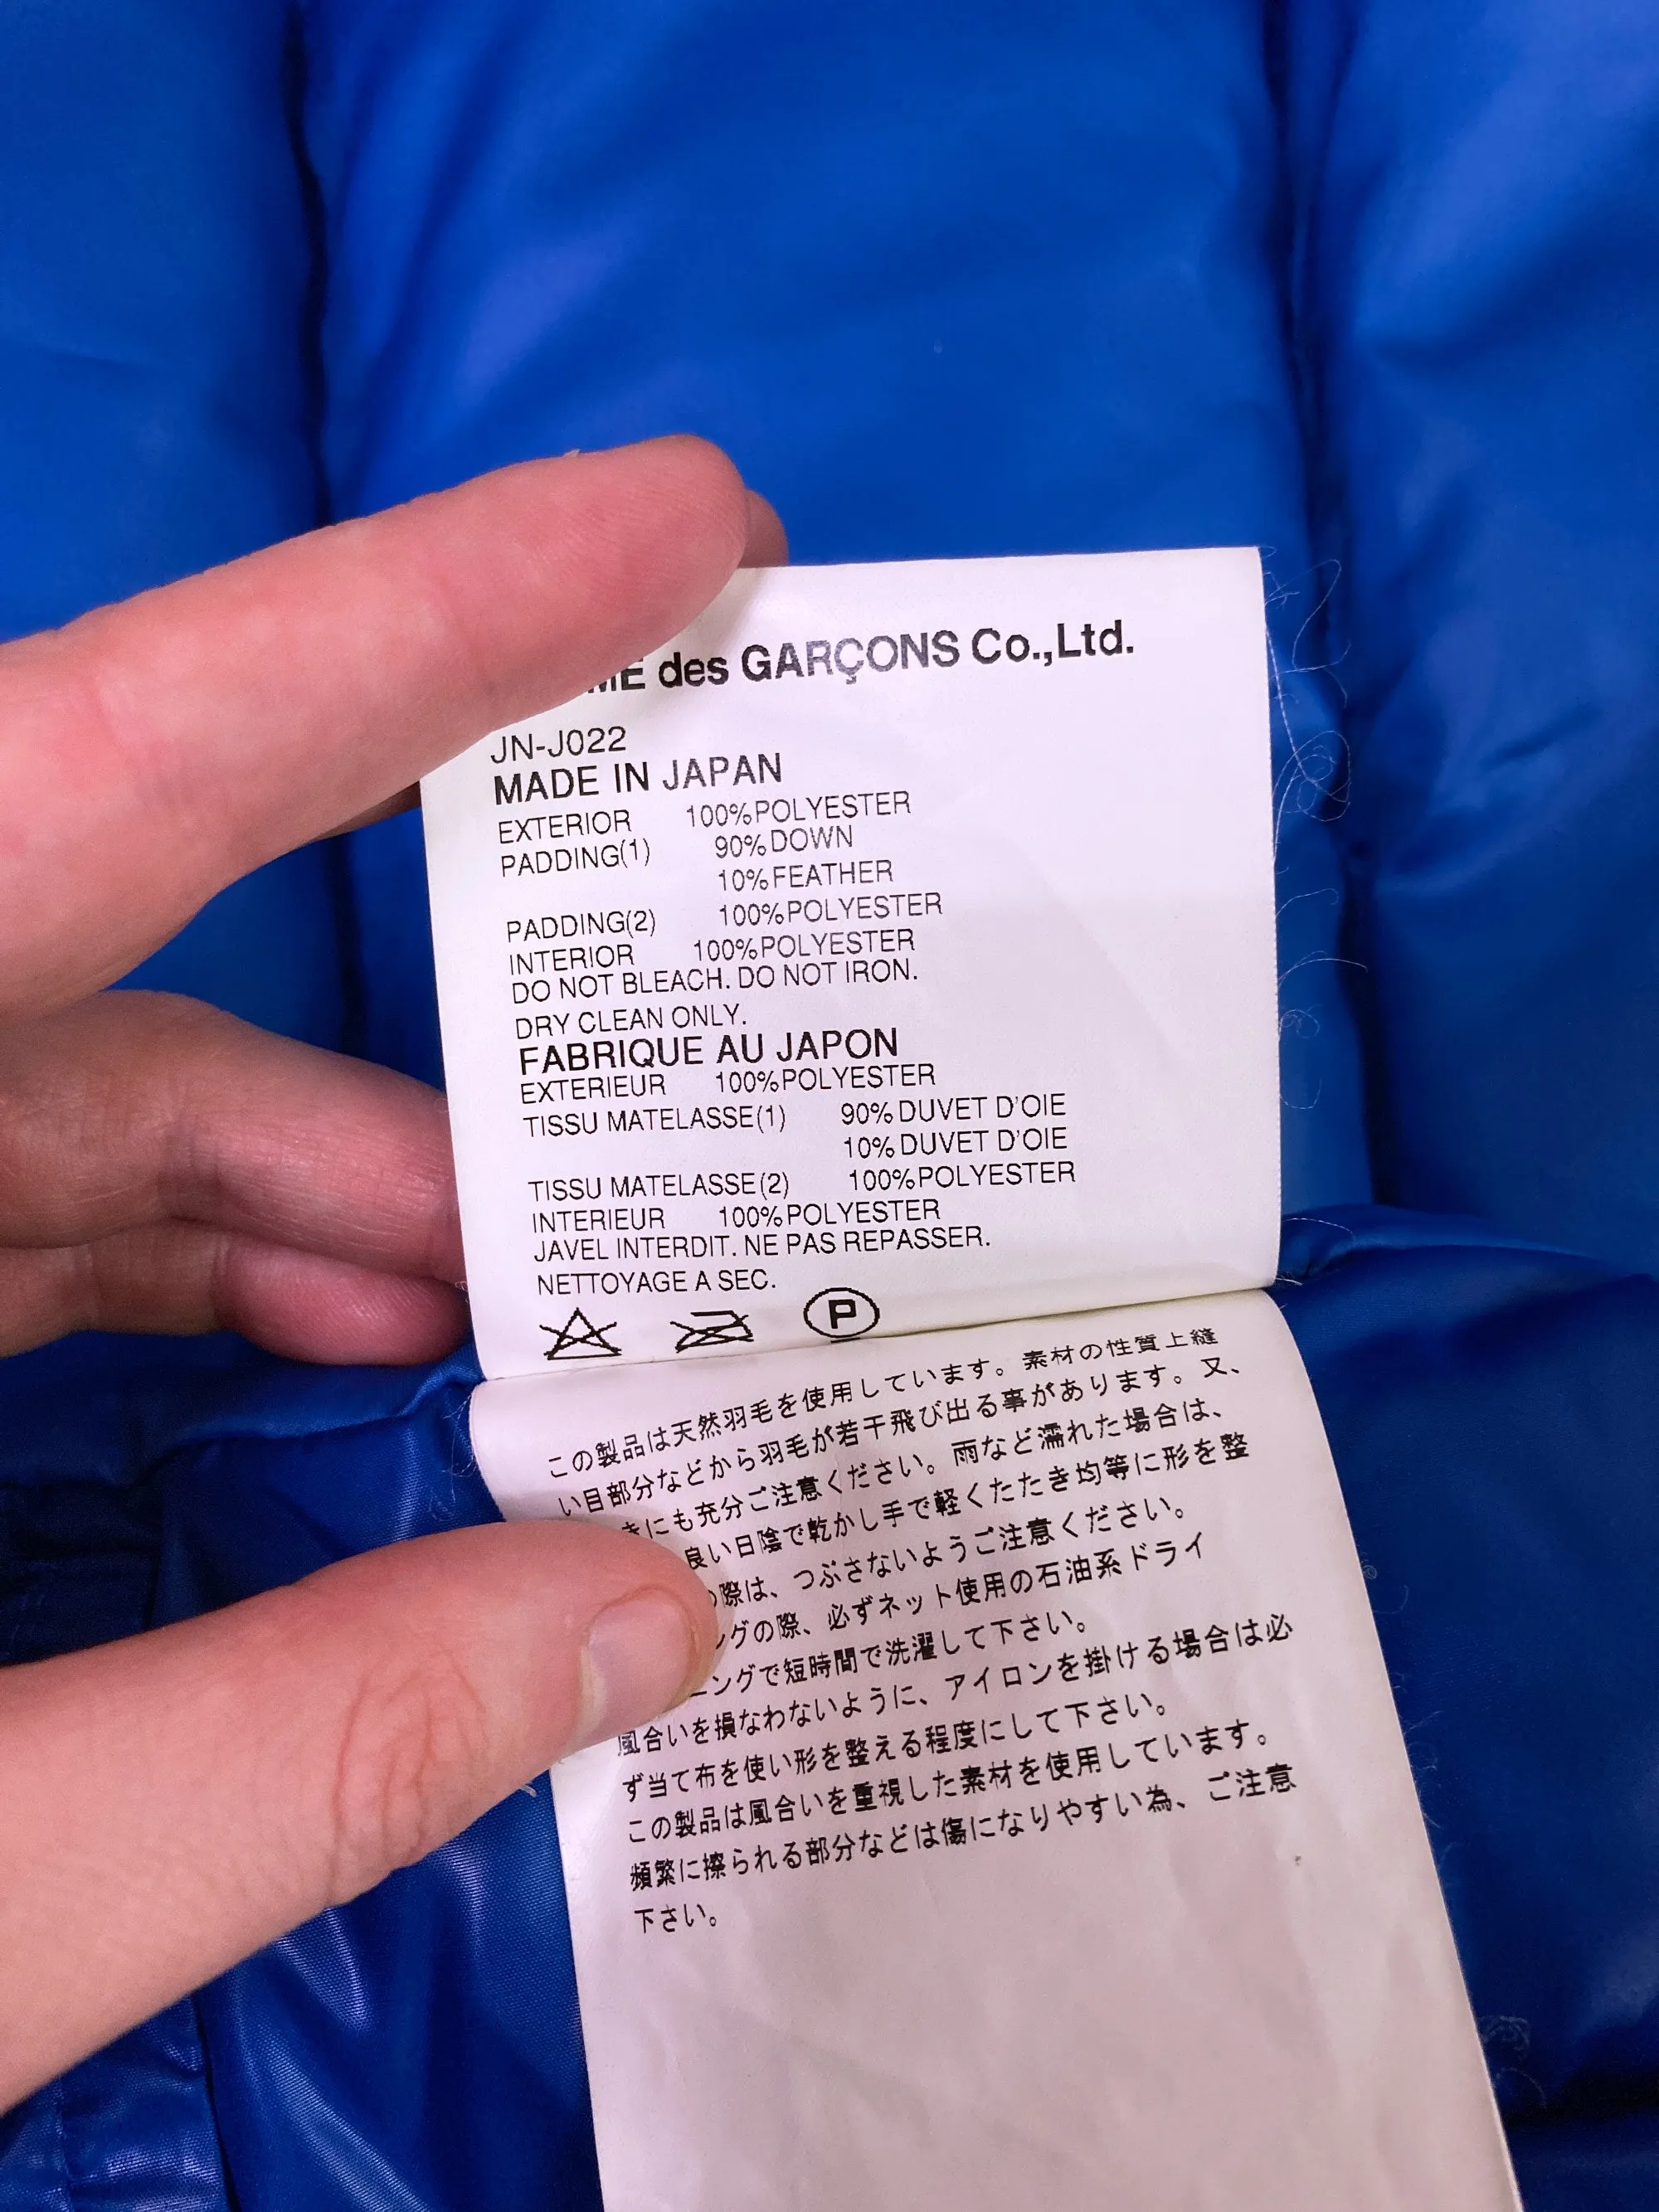 des GARÇONS Co.,Ltd.
JN-J022
MADE IN JAPAN
EXTERIOR 100%POLYESTER
PADDING(1) 90%DOWN
10%FEATHER
PADDING(2) 100%POLYESTER
INTERIOR 100%POLYESTER
DO NOT BLEACH. DO NOT IRON.
DRY CLEAN ONLY.
FABRIQUE AU JAPON
EXTERIEUR 100%POLYESTER
TISSU MATELASSE(1) 90%DUVET D'OIE
10%DUVET D'OIE
TISSU MATELASSE(2) 100%POLYESTER
INTERIEUR 100%POLYESTER
JAVEL INTERDIT. NE PAS REPASSER.
NETTOYAGE A SEC.
P
この製品は天然羽毛を使用しています。素材の性質上縫
い目部分などから羽毛が若干飛び出る事があります。又、
にも充分ご注意ください。雨など濡れた場合は、
良い日陰で乾かし手で軽くたたき均等に形を整
際は、つぶさないようご注意ください。
グの際、必ずネット使用の石油系ドライ
ングで短時間で洗濯して下さい。
風合いを損なわないように、アイロンを掛ける場合は必
ず当て布を使い形を整える程度にして下さい。
この製品は風合いを重視した素材を使用しています。
頻繁に擦られる部分などは傷になりやすい為、ご注意
下さい。